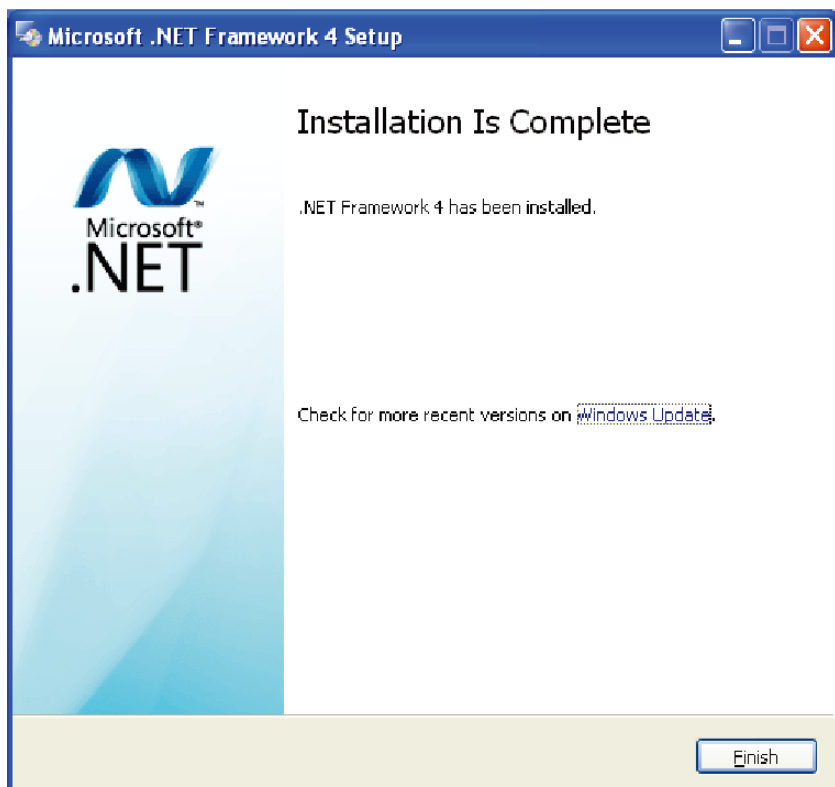 Microsoft .NET Framework 4 Setup
Installation Is Complete
Microsoft®
.NET™
.NET Framework 4 has been installed.
Check for more recent versions on Windows Update.
Finish